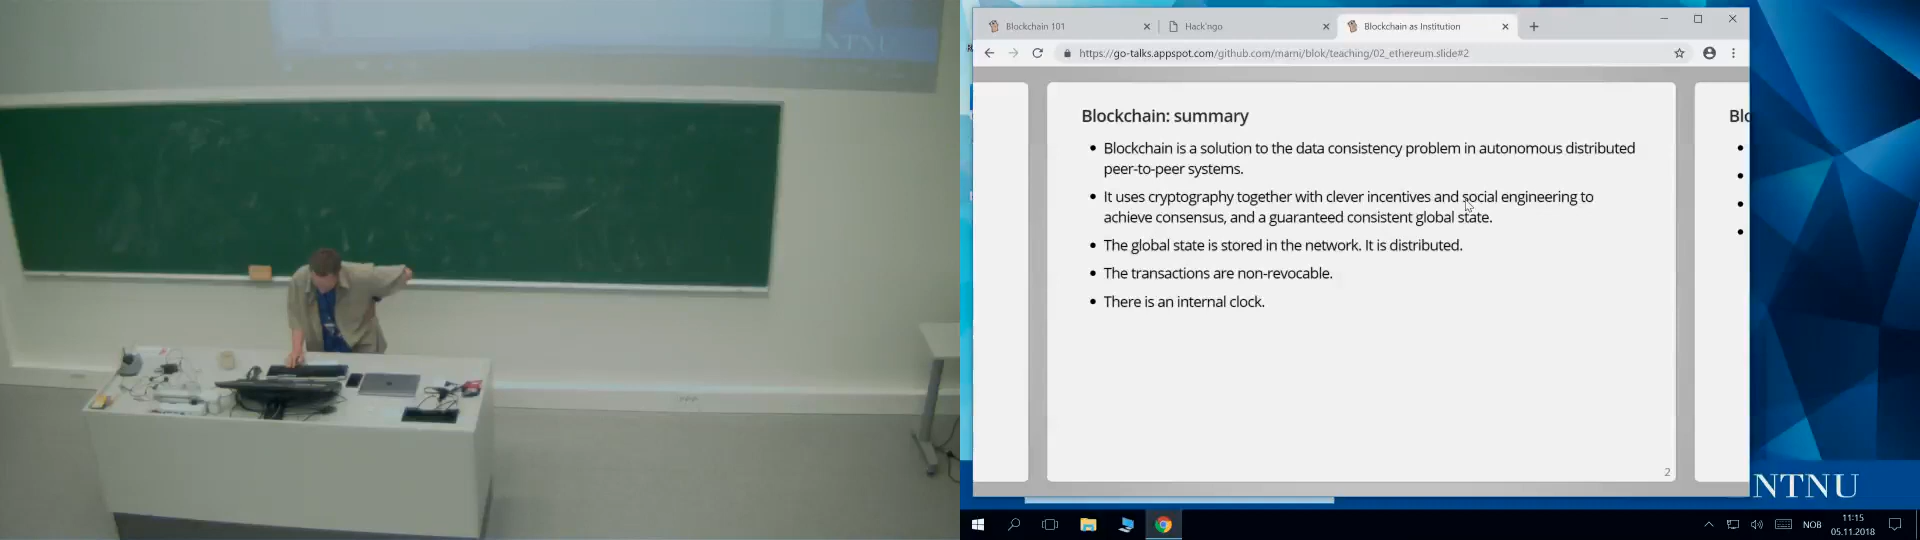 NTNU
Blockchain 101
Hack'ngo
Blockchain as Institution
https://go-talks.appspot.com/github.com/marni/blok/teaching/02_ethereum.slide#2
Blockchain: summary
Blo
• Blockchain is a solution to the data consistency problem in autonomous distributed
peer-to-peer systems.
• It uses cryptography together with clever incentives and social engineering to
achieve consensus, and a guaranteed consistent global state.
• The global state is stored in the network. It is distributed.
• The transactions are non-revocable.
• There is an internal clock.
2
NTNU
NOB
11:15
05.11.2018